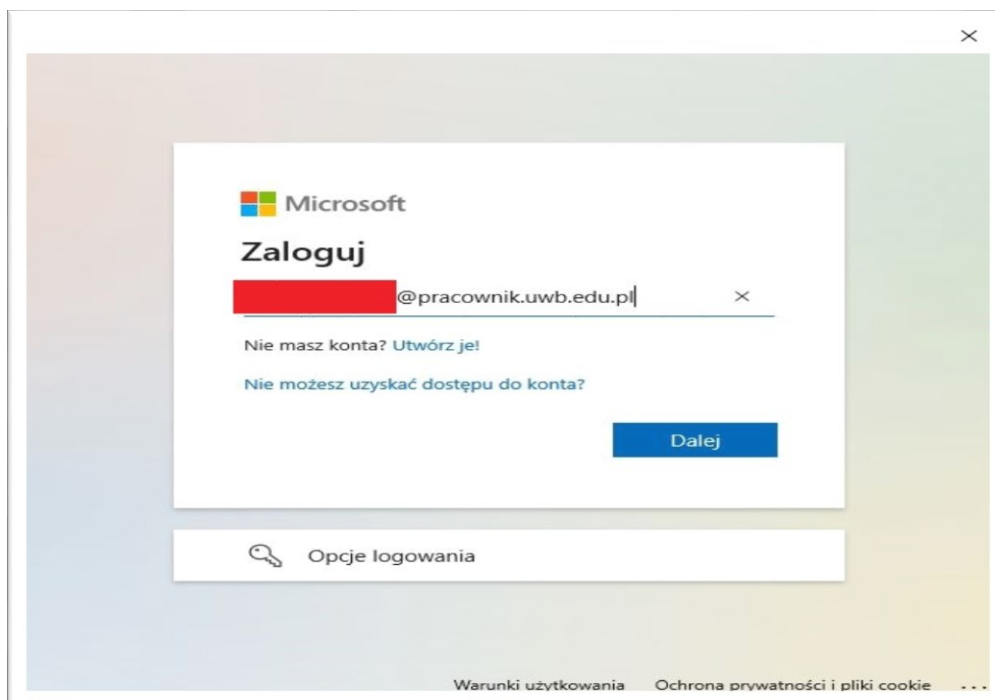 Microsoft
Zaloguj
@pracownik.uwb.edu.pl
Nie masz konta? Utwórz je!
Nie możesz uzyskać dostępu do konta?
Dalej
Opcje logowania
Warunki użytkowania Ochrona prywatności i pliki cookie ...